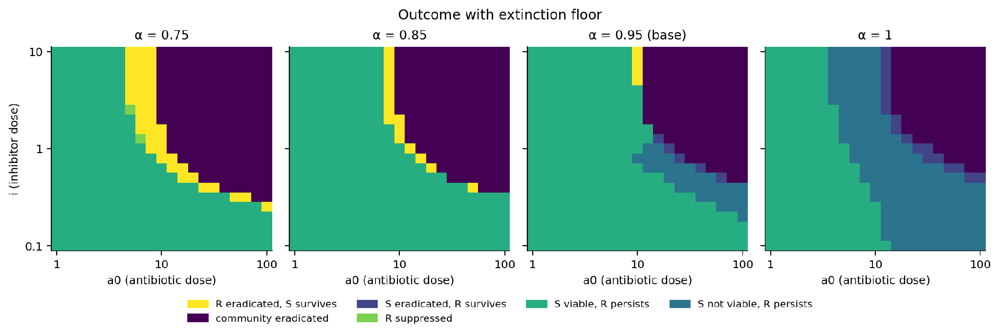 Outcome with extinction floor
α = 0.75
α = 0.85
α = 0.95 (base)
α = 1
i (inhibitor dose)
10
1
0.1
1
10
100
1
10
100
1
10
100
1
10
100
a0 (antibiotic dose)
a0 (antibiotic dose)
a0 (antibiotic dose)
a0 (antibiotic dose)
R eradicated, S survives
S eradicated, R survives
S viable, R persists
S not viable, R persists
community eradicated
R suppressed